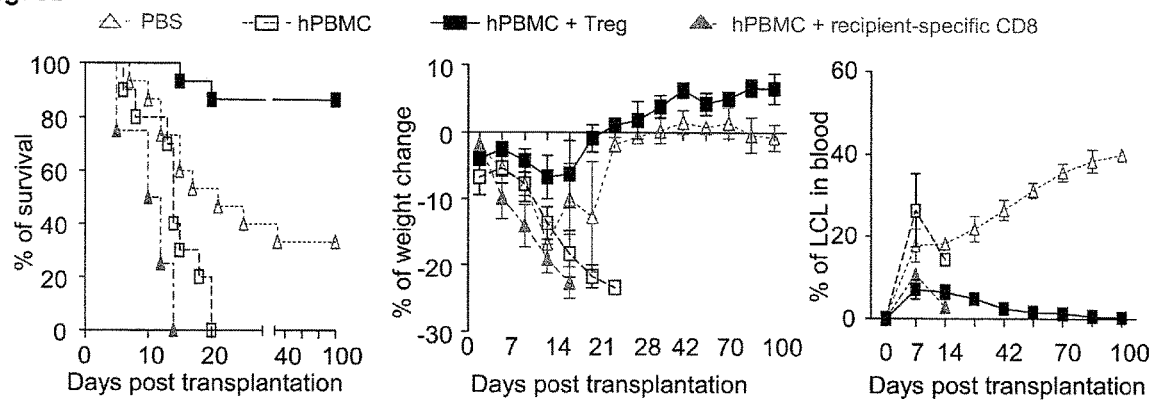 PBS hPBMC hPBMC + Treg hPBMC + recipient-specific CD8
% of survival
100
80
60
40
20
0
0 10 20 40 100
Days post transplantation
% of weight change
10
0
-10
-20
-30
0 7 14 21 28 42 70 100
Days post transplantation
% of LCL in blood
60
40
20
0
0 7 14 42 70 100
Days post transplantation